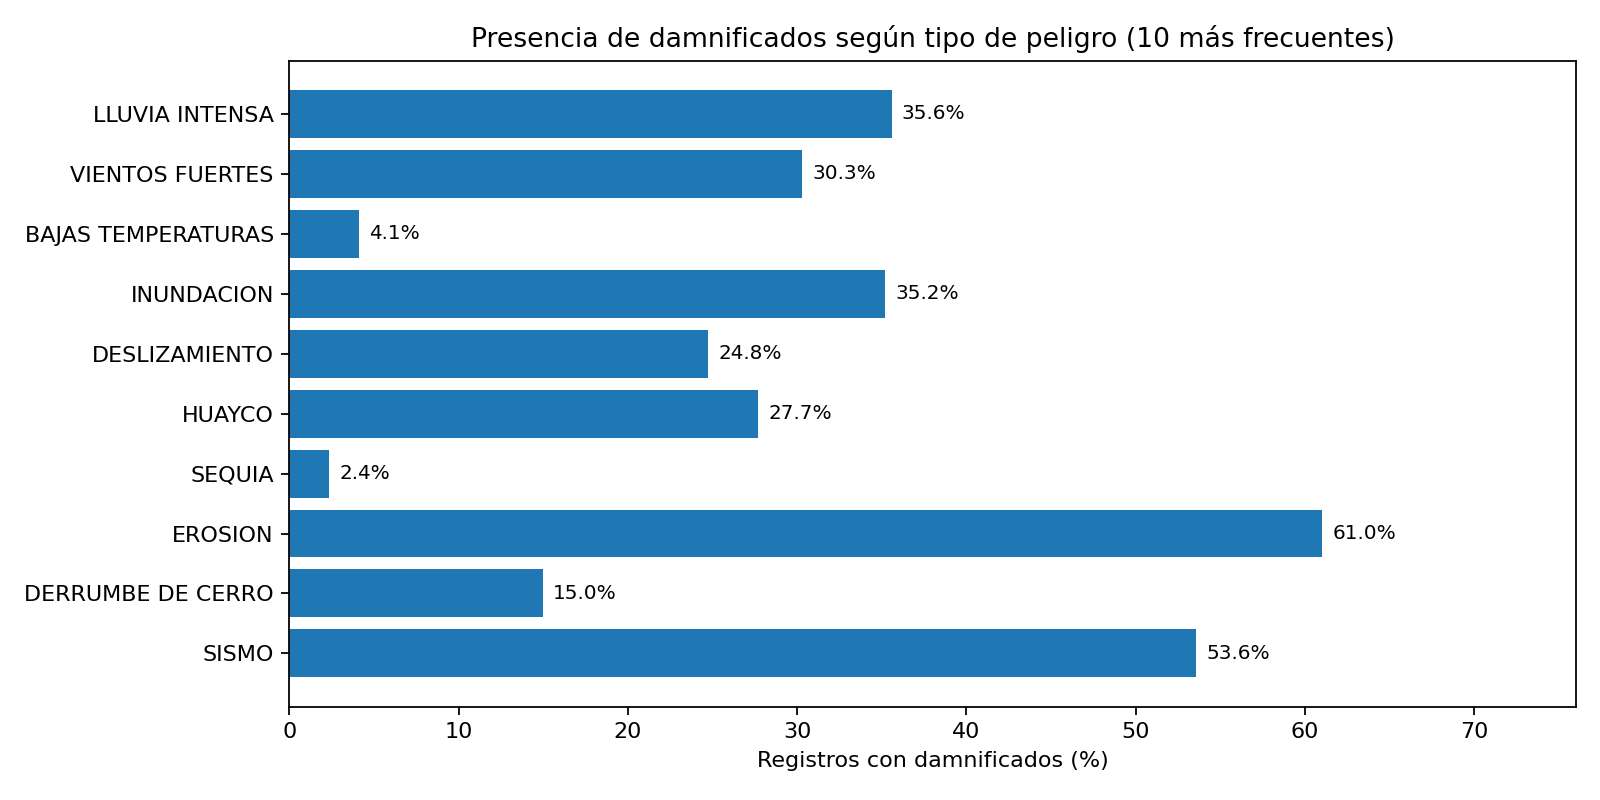 Presencia de damnificados según tipo de peligro (10 más frecuentes)
LLUVIA INTENSA 35.6%
VIENTOS FUERTES 30.3%
BAJAS TEMPERATURAS 4.1%
INUNDACION 35.2%
DESLIZAMIENTO 24.8%
HUAYCO 27.7%
SEQUIA 2.4%
EROSION 61.0%
DERRUMBE DE CERRO 15.0%
SISMO 53.6%
0 10 20 30 40 50 60 70
Registros con damnificados (%)